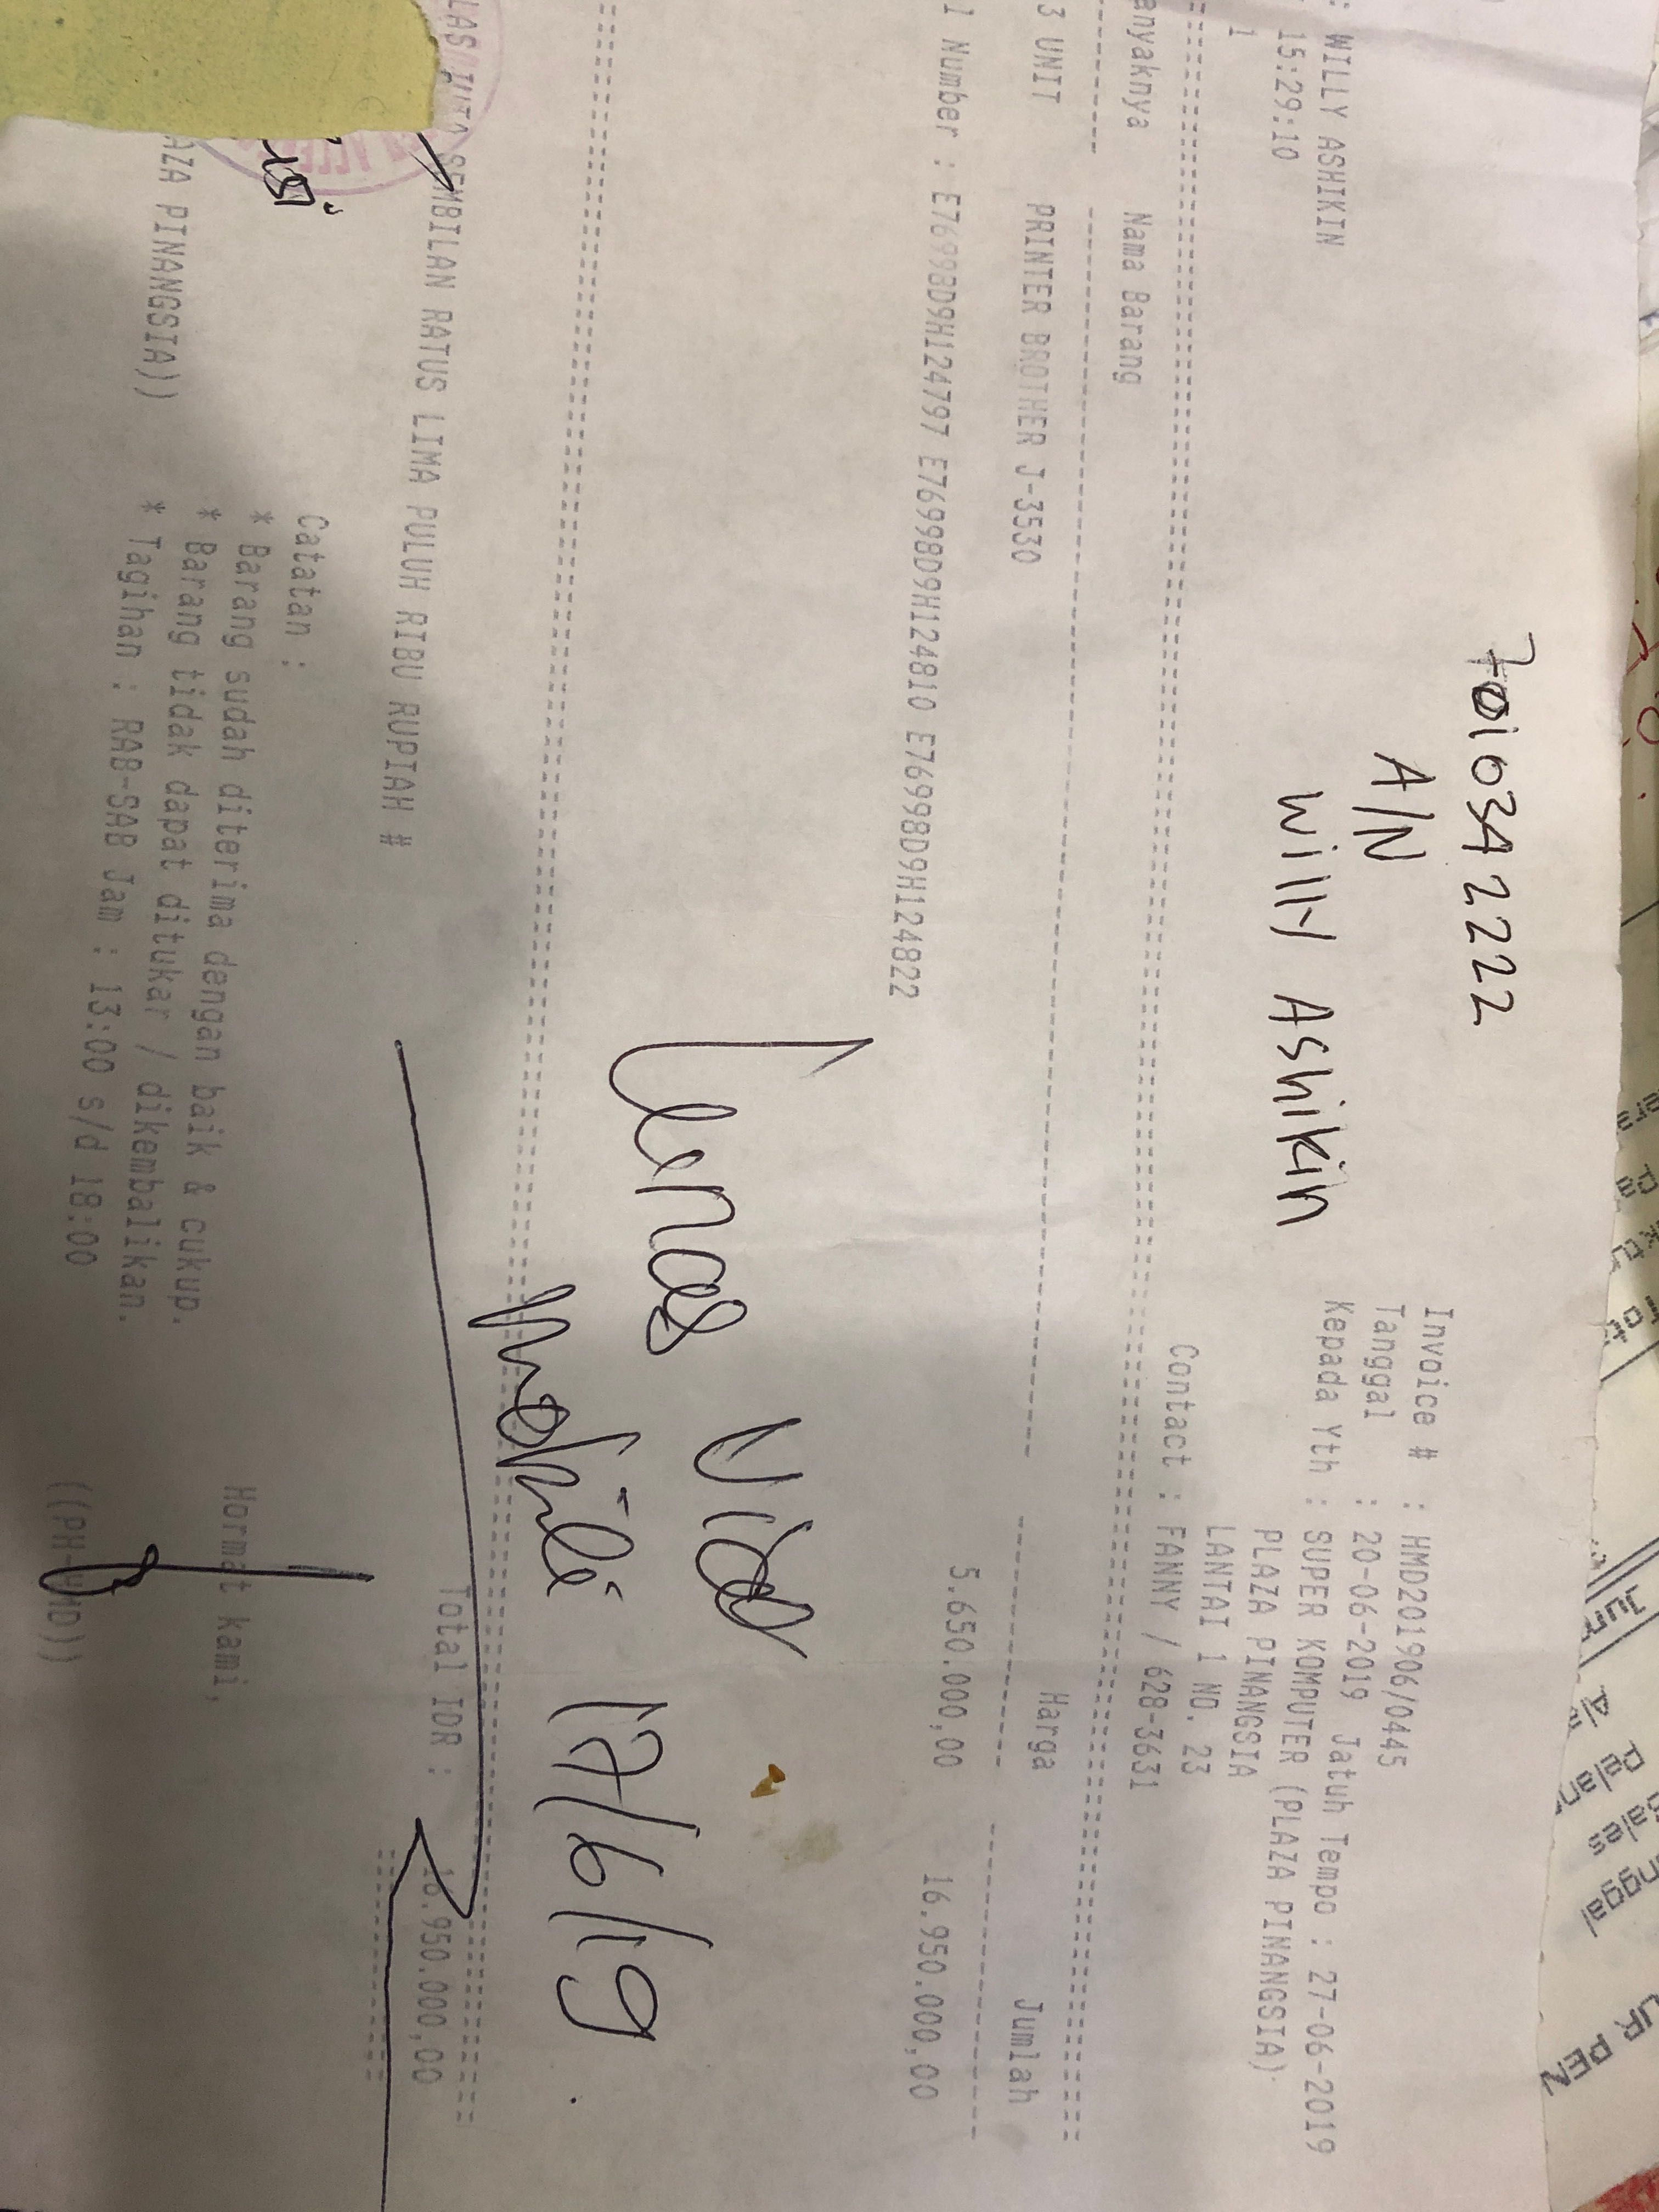 7010342222
A/N
Willy Ashikin
: WILLY ASHIKIN
15:29:10
1
Invoice # : HMD201906/0445
Tanggal : 20-06-2019 Jatuh Tempo : 27-06-2019
Kepada Yth : SUPER KOMPUTER (PLAZA PINANGSIA)
PLAZA PINANGSIA
LANTAI 1 NO. 23
Contact : FANNY / 628-3631
anyaknya Nama Barang Harga Jumlah
3 UNIT PRINTER BROTHER J-3530 5.650.000,00 16.950.000,00
l Number : E76998D9H124797 E76998D9H124810 E76998D9H124822
Lunas Via
17/6/19
SEMBILAN RATUS LIMA PULUH RIBU RUPIAH #
Total IDR : 16.950.000,00
Catatan :
* Barang sudah diterima dengan baik & cukup.
* Barang tidak dapat ditukar / dikembalikan.
* Tagihan : RAB-SAB Jam : 13:00 s/d 18:00
Hormat kami,
AZA PINANGSIA))
((PH-HMD))